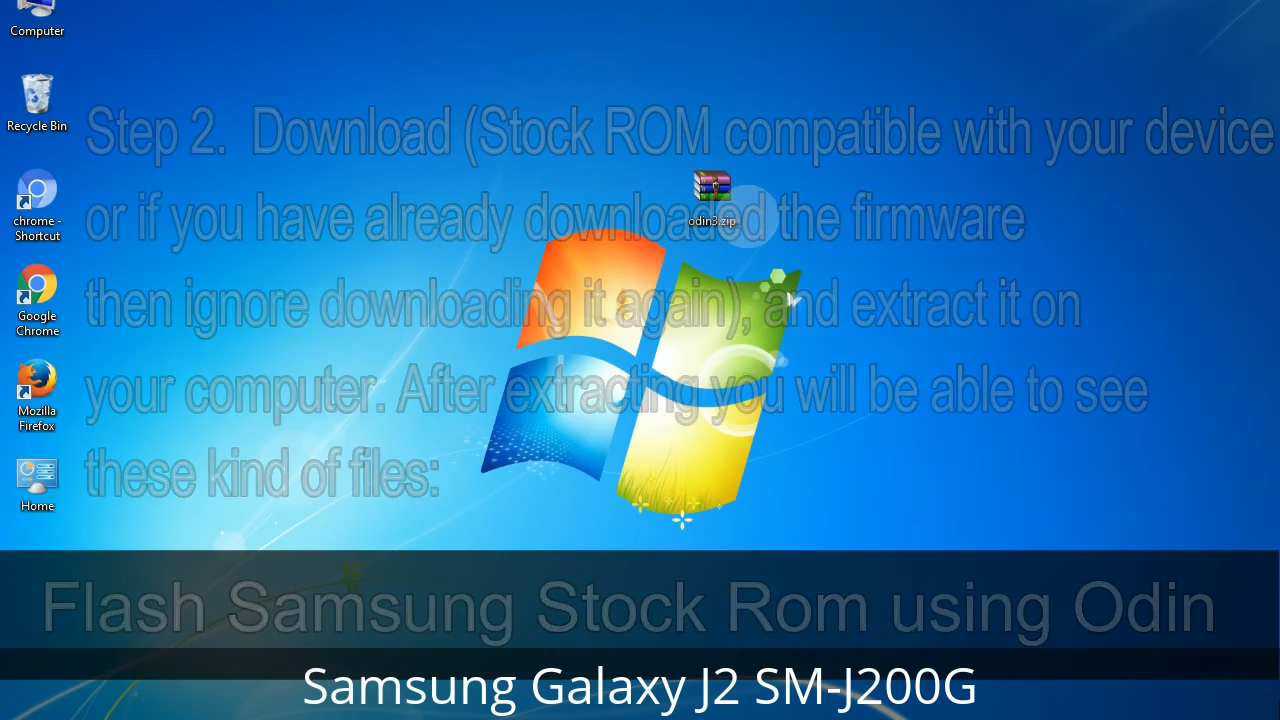 Computer
Recycle Bin
chrome -
Shortcut
Google
Chrome
Mozilla
Firefox
Home
odin3.zip
Step 2. Download (Stock ROM compatible with your device
or if you have already downloaded the firmware
then ignore downloading it again), and extract it on
your computer. After extracting you will be able to see
these kind of files:
Flash Samsung Stock Rom using Odin
Samsung Galaxy J2 SM-J200G